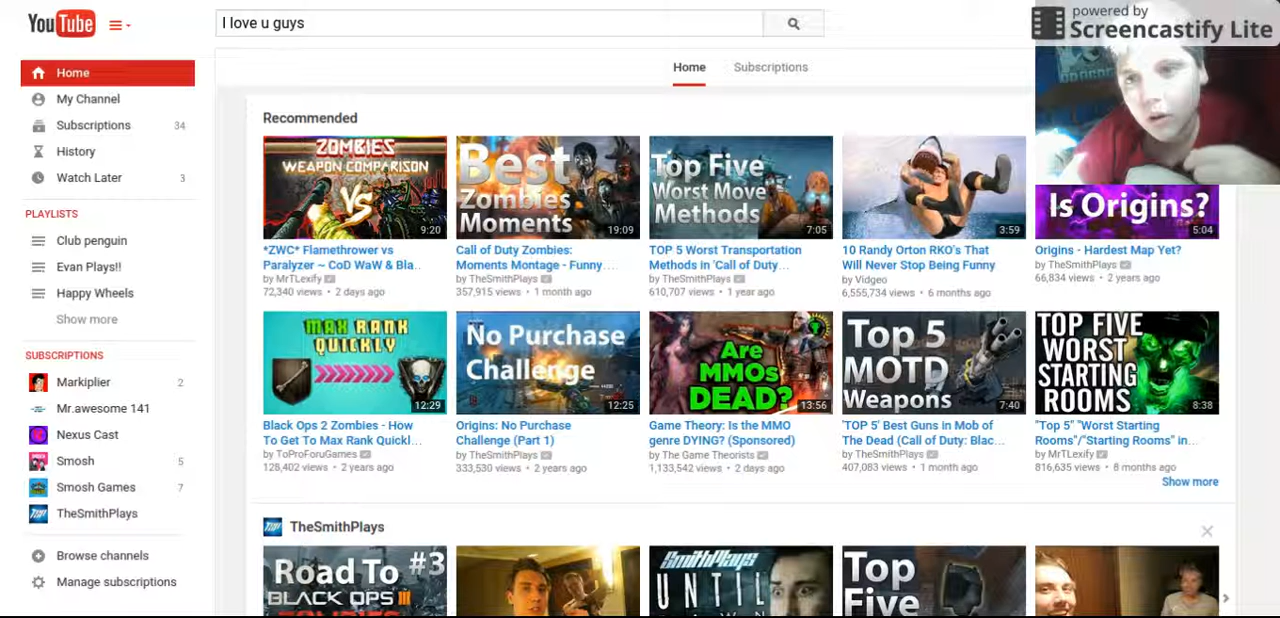 YouTube
I love u guys
powered by
Screencastify Lite
Home
My Channel
Subscriptions 34
History
Watch Later 3
PLAYLISTS
Club penguin
Evan Plays!!
Happy Wheels
Show more
SUBSCRIPTIONS
Markiplier 2
Mr.awesome 141
Nexus Cast
Smosh 5
Smosh Games 7
TheSmithPlays
Browse channels
Manage subscriptions
Home Subscriptions
Recommended
ZOMBIES
WEAPON COMPARISON
VS
9:20
*ZWC* Flamethrower vs
Paralyzer ~ CoD WaW & Bla..
by MrTLexify
72,340 views • 2 days ago
Best
Zombies
Moments
19:09
Call of Duty Zombies:
Moments Montage - Funny....
by TheSmithPlays
357,915 views • 1 month ago
Top Five
Worst Move
Methods
7:05
TOP 5 Worst Transportation
Methods in 'Call of Duty...
by TheSmithPlays
610,707 views • 1 year ago
3:59
10 Randy Orton RKO's That
Will Never Stop Being Funny
by Vidgeo
6,555,734 views • 6 months ago
Is Origins?
5:04
Origins - Hardest Map Yet?
by TheSmithPlays
66,834 views • 2 years ago
MAX RANK
QUICKLY
12:29
Black Ops 2 Zombies - How
To Get To Max Rank Quickl...
by ToProForuGames
128,402 views • 2 years ago
No Purchase
Challenge
12:25
Origins: No Purchase
Challenge (Part 1)
by TheSmithPlays
333,530 views • 2 years ago
Are
MMOs
DEAD?
13:56
Game Theory: Is the MMO
genre DYING? (Sponsored)
by The Game Theorists
1,133,542 views • 2 days ago
Top 5
MOTD
Weapons
7:40
'TOP 5' Best Guns in Mob of
The Dead (Call of Duty: Blac...
by TheSmithPlays
407,083 views • 1 month ago
TOP FIVE
WORST
STARTING
ROOMS
8:38
"Top 5" "Worst Starting
Rooms"/"Starting Rooms" in...
by MrTLexify
816,635 views • 8 months ago
Show more
TheSmithPlays
Road To #3
BLACK OPS III
ZOMBIES
SMITHPLAYS
UNTIL
Top
Five